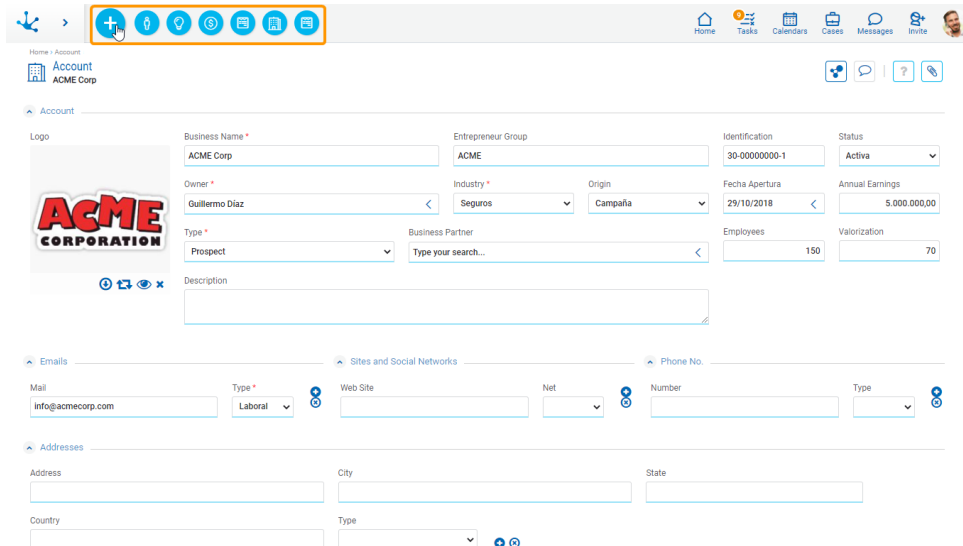 9
Home Tasks Calendars Cases Messages Invite
Home > Account
Account
ACME Corp
?
Account
Logo Business Name * Entrepreneur Group Identification Status
ACME Corp ACME 30-00000000-1 Activa
Owner * Industry * Origin Fecha Apertura Annual Earnings
Guillermo Díaz Seguros Campaña 29/10/2018 5.000.000,00
ACME
CORPORATION
Type * Business Partner Employees Valorization
Prospect Type your search... 150 70
Description
Emails Sites and Social Networks Phone No.
Mail Type * Web Site Net Number Type
info@acmecorp.com Laboral
Addresses
Address City State
Country Type